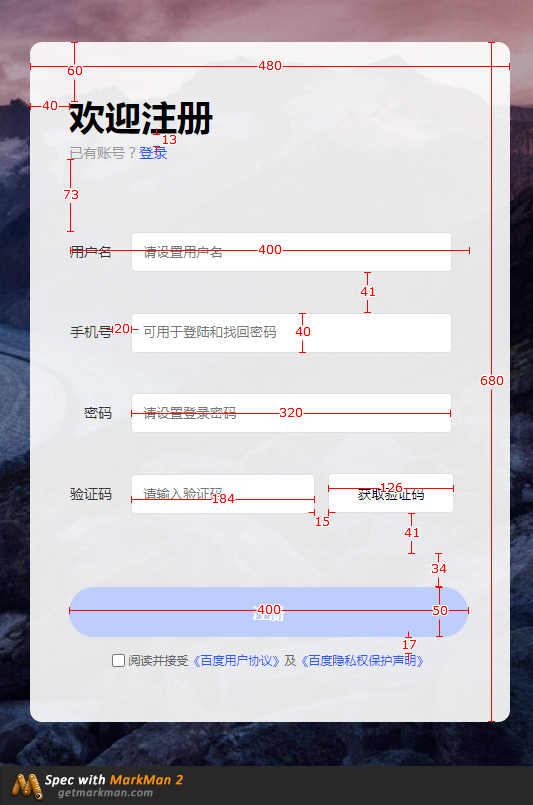 60
480
40
欢迎注册
13
已有账号？登录
73
用户名
请设置用户名
400
41
手机号
20
可用于登陆和找回密码
40
680
密码
请设置登录密码
320
验证码
请输入验证码
184
126
获取验证码
15
41
34
400
注册
50
17
阅读并接受《百度用户协议》及《百度隐私权保护声明》
Spec with MarkMan 2
getmarkman.com